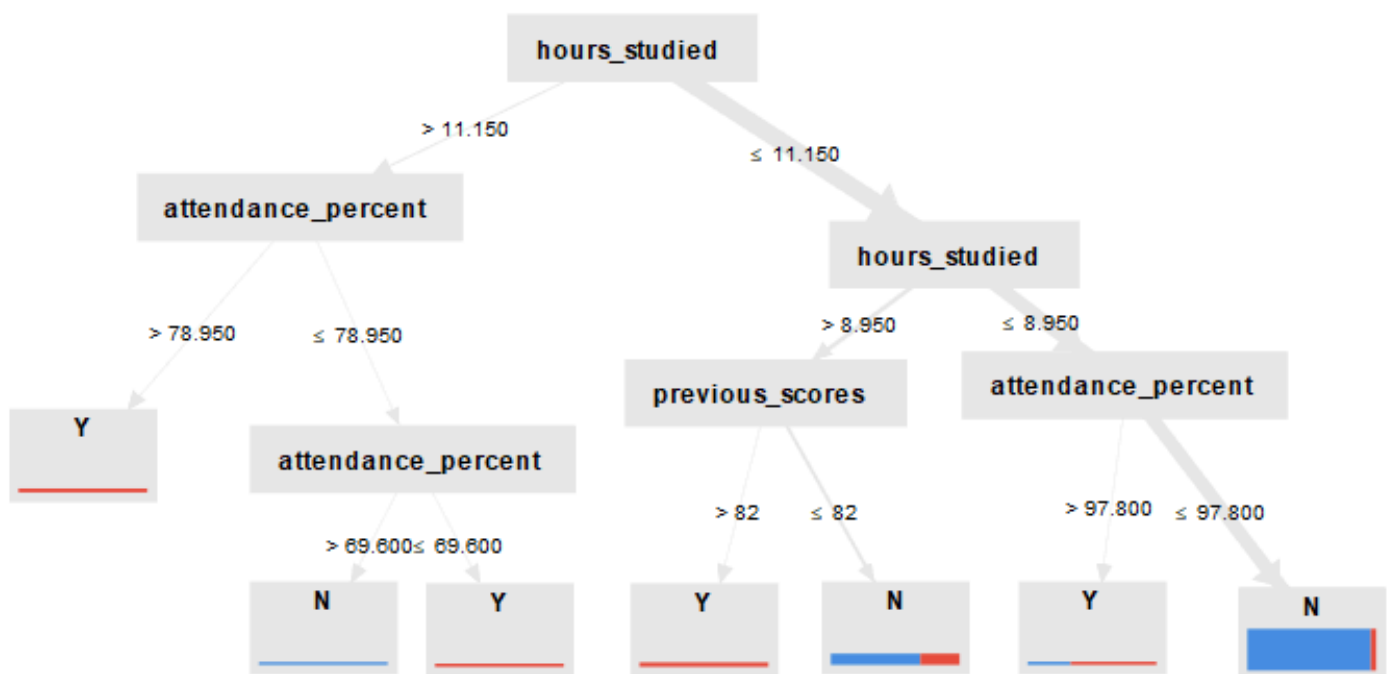 hours_studied
> 11.150
≤ 11.150
attendance_percent
hours_studied
> 78.950
≤ 78.950
> 8.950
≤ 8.950
previous_scores
attendance_percent
Y
attendance_percent
> 82
≤ 82
> 97.800
≤ 97.800
> 69.600
≤ 69.600
N
Y
Y
N
Y
N